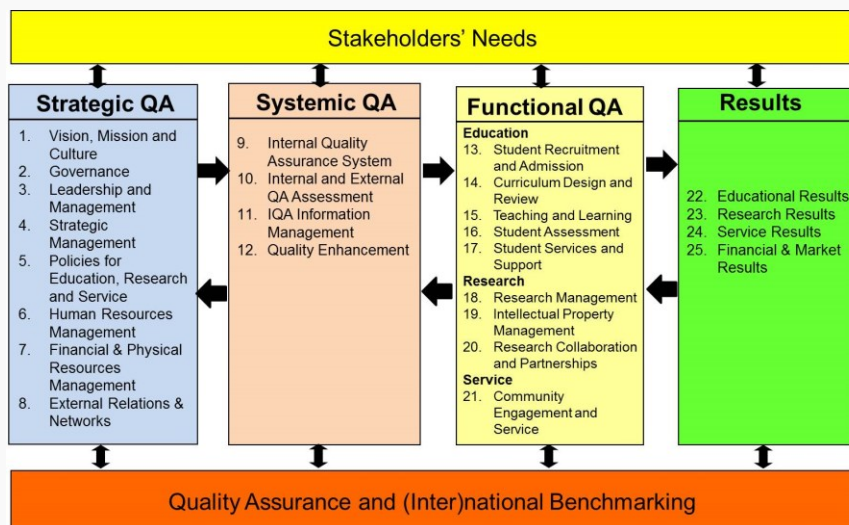 Stakeholders' Needs
Strategic QA
1. Vision, Mission and
Culture
2. Governance
3. Leadership and
Management
4. Strategic
Management
5. Policies for
Education, Research
and Service
6. Human Resources
Management
7. Financial & Physical
Resources
Management
8. External Relations &
Networks
Systemic QA
9. Internal Quality
Assurance System
10. Internal and External
QA Assessment
11. IQA Information
Management
12. Quality Enhancement
Functional QA
Education
13. Student Recruitment
and Admission
14. Curriculum Design and
Review
15. Teaching and Learning
16. Student Assessment
17. Student Services and
Support
Research
18. Research Management
19. Intellectual Property
Management
20. Research Collaboration
and Partnerships
Service
21. Community
Engagement and
Service
Results
22. Educational Results
23. Research Results
24. Service Results
25. Financial & Market
Results
Quality Assurance and (Inter)national Benchmarking